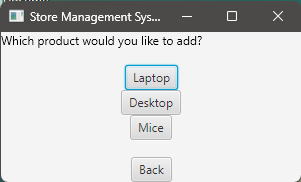 Store Management Sys...
Which product would you like to add?
Laptop
Desktop
Mice
Back